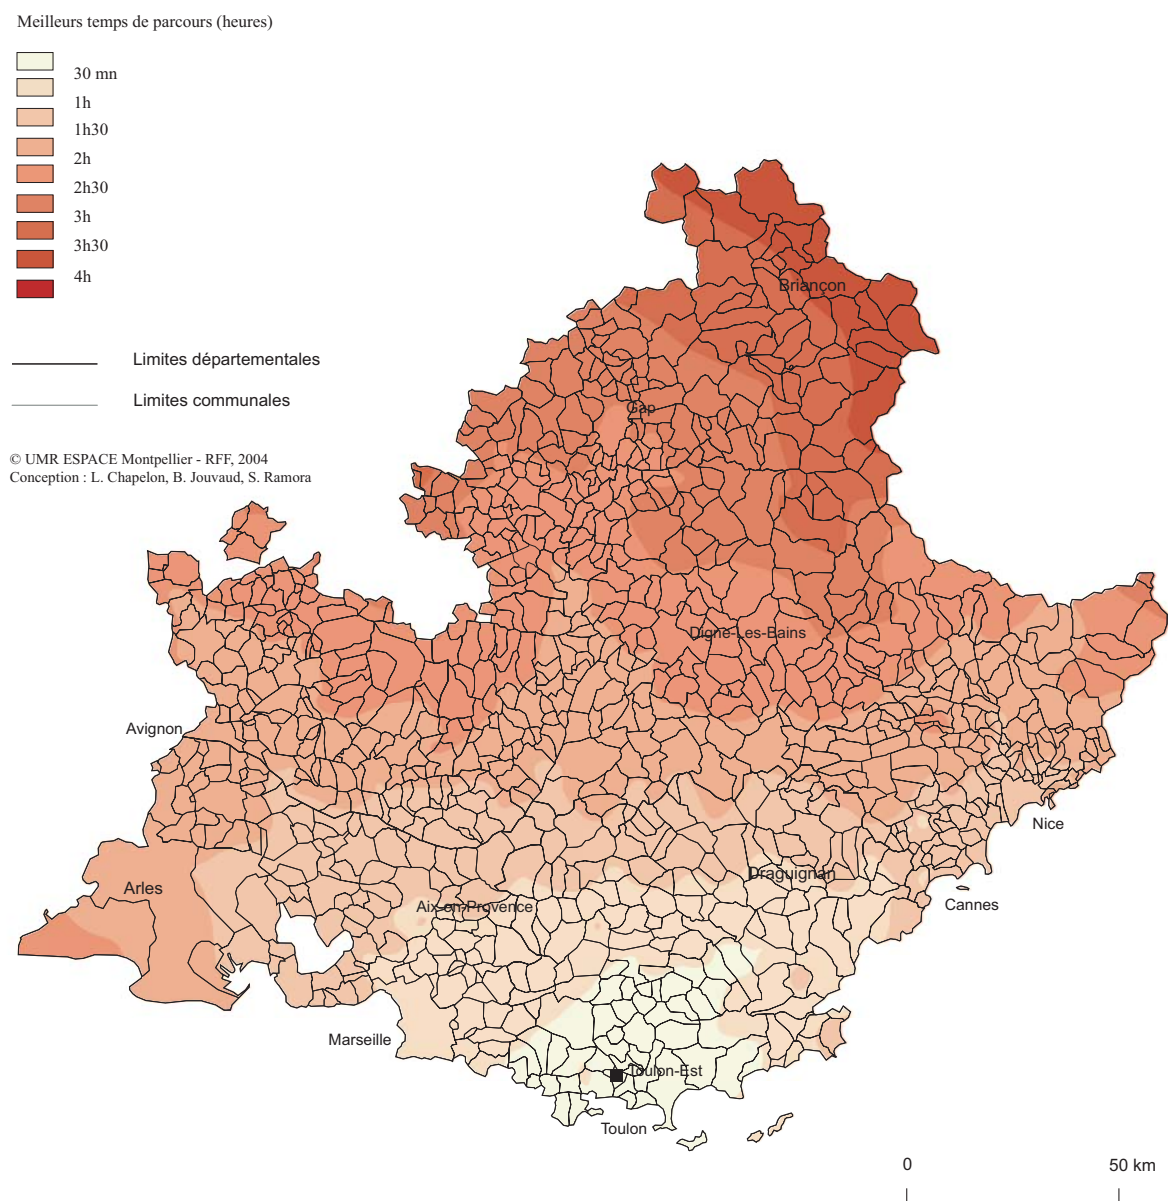 Meilleurs temps de parcours (heures)
30 mn
1h
1h30
2h
2h30
3h
3h30
4h
Limites départementales
Limites communales
© UMR ESPACE Montpellier - RFF, 2004
Conception : L. Chapelon, B. Jouvaud, S. Ramora
Briançon
Gap
Digne-Les-Bains
Avignon
Nice
Draguignan
Arles
Aix-en-Provence
Cannes
Marseille
Toulon-Est
Toulon
0 50 km